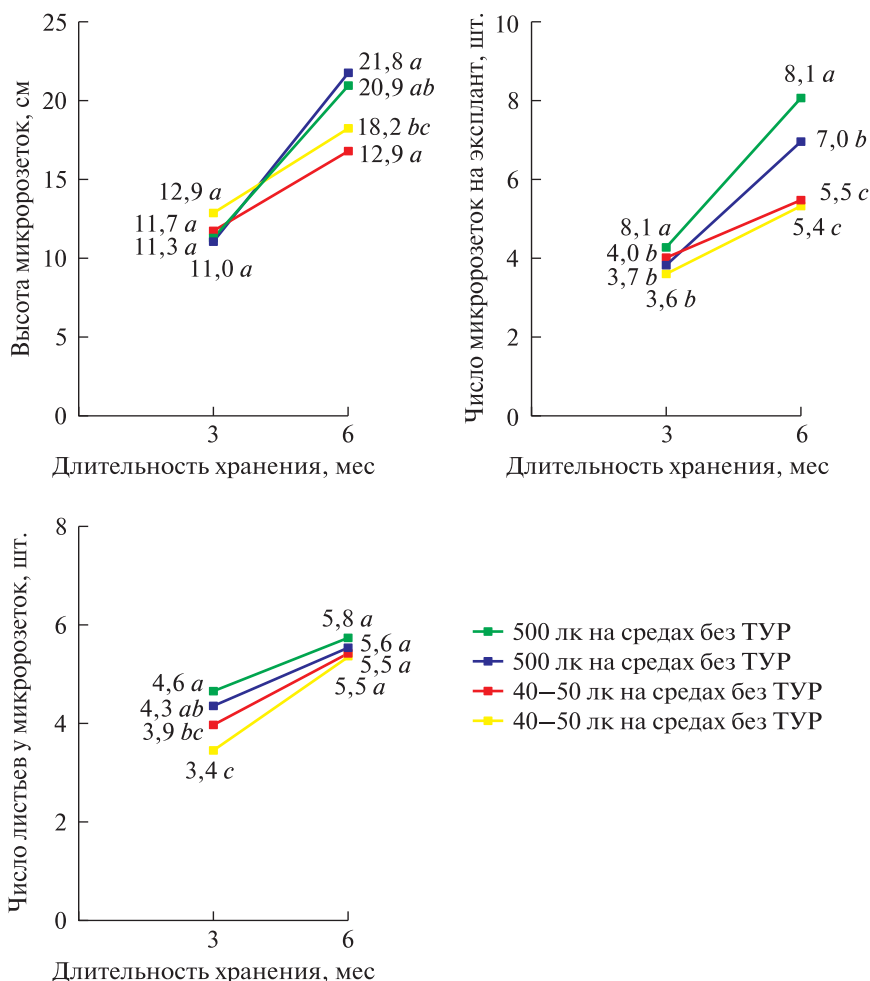 Высота микророзеток, см
25
20
15
10
5
0
21,8 a
20,9 ab
18,2 bc
12,9 a
12,9 a
11,7 a
11,3 a
11,0 a
3
6
Длительность хранения, мес
Число микророзеток на эксплант, шт.
10
8
6
4
2
0
8,1 a
7,0 b
5,5 c
5,4 c
8,1 a
4,0 b
3,7 b
3,6 b
3
6
Длительность хранения, мес
Число листьев у микророзеток, шт.
8
6
4
2
0
5,8 a
5,6 a
5,5 a
5,5 a
4,6 a
4,3 ab
3,9 bc
3,4 c
3
6
Длительность хранения, мес
500 лк на средах без ТУР
500 лк на средах без ТУР
40–50 лк на средах без ТУР
40–50 лк на средах без ТУР